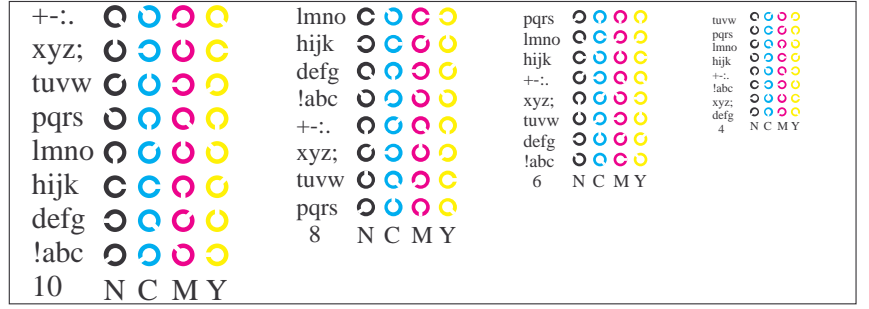 +-:.
xyz;
tuvw
pqrs
lmno
hijk
defg
!abc
10 N C M Y
lmno
hijk
defg
!abc
+-:.
xyz;
tuvw
pqrs
8 N C M Y
pqrs
lmno
hijk
+-:.
xyz;
tuvw
defg
!abc
6 N C M Y
tuvw
pqrs
lmno
hijk
+-:.
!abc
xyz;
defg
4 N C M Y